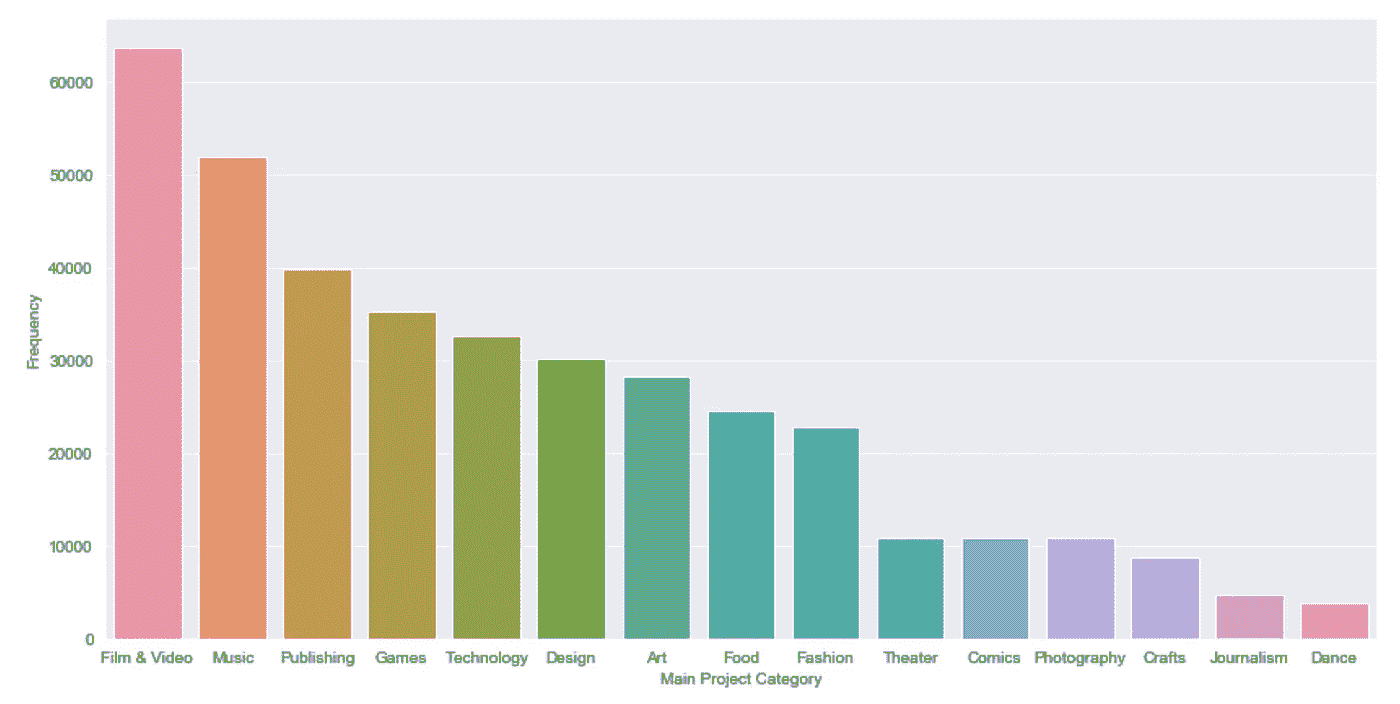 60000
50000
40000
30000
20000
10000
0
Frequency
Film & Video Music Publishing Games Technology Design Art Food Fashion Theater Comics Photography Crafts Journalism Dance
Main Project Category